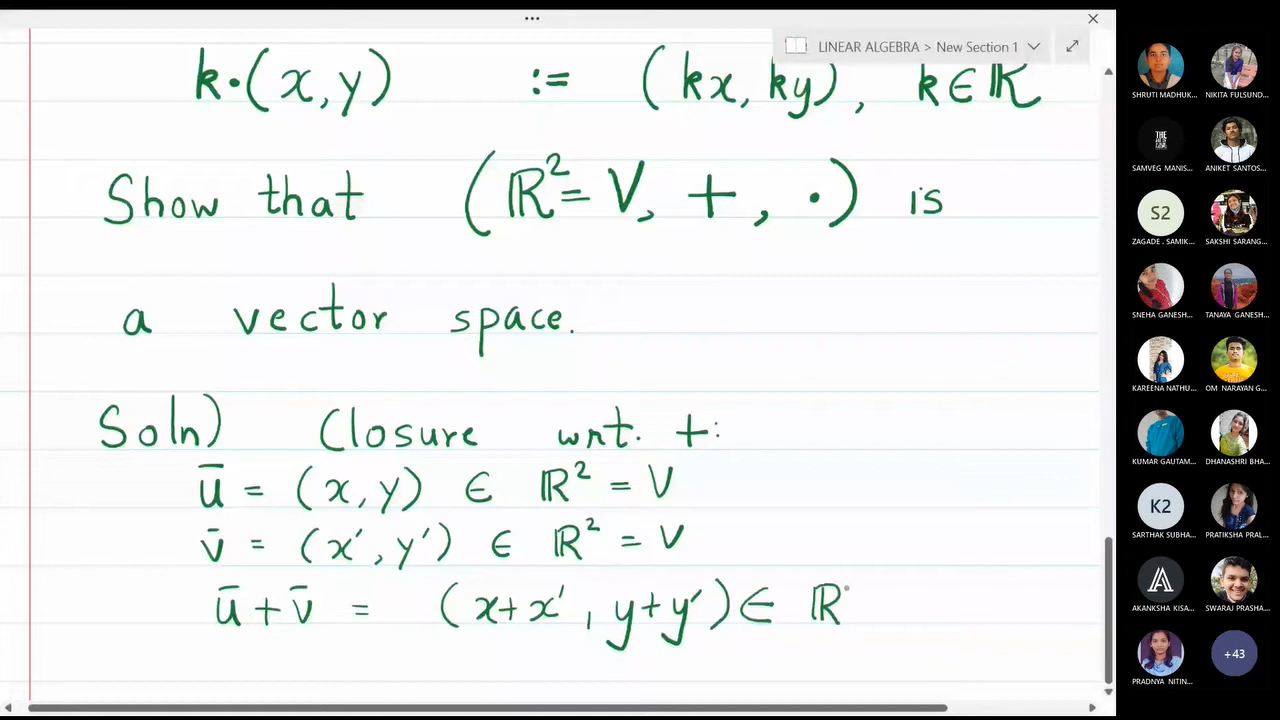 LINEAR ALGEBRA > New Section 1
k·(x,y) := (kx, ky), k∈ℝ
Show that (ℝ²= V, +, ·) is
a vector space.
Soln) Closure wrt. +:
ū = (x,y) ∈ ℝ² = V
v̄ = (x′,y′) ∈ ℝ² = V
ū+v̄ = (x+x′, y+y′)∈ ℝ
SHRUTI MADHUK...
NIKITA FULSUND...
THE
SAMVEG MANIS...
ANIKET SANTOS...
S2
ZAGADE . SAMIK...
SAKSHI SARANG...
SNEHA GANESH...
TANAYA GANESH...
KAREENA NATHU...
OM NARAYAN G...
KUMAR GAUTAM...
DHANASHRI BHA...
K2
SARTHAK SUBHA...
PRATIKSHA PRAL...
AKANKSHA KISA...
SWARAJ PRASHA...
PRADNYA NITIN...
+43